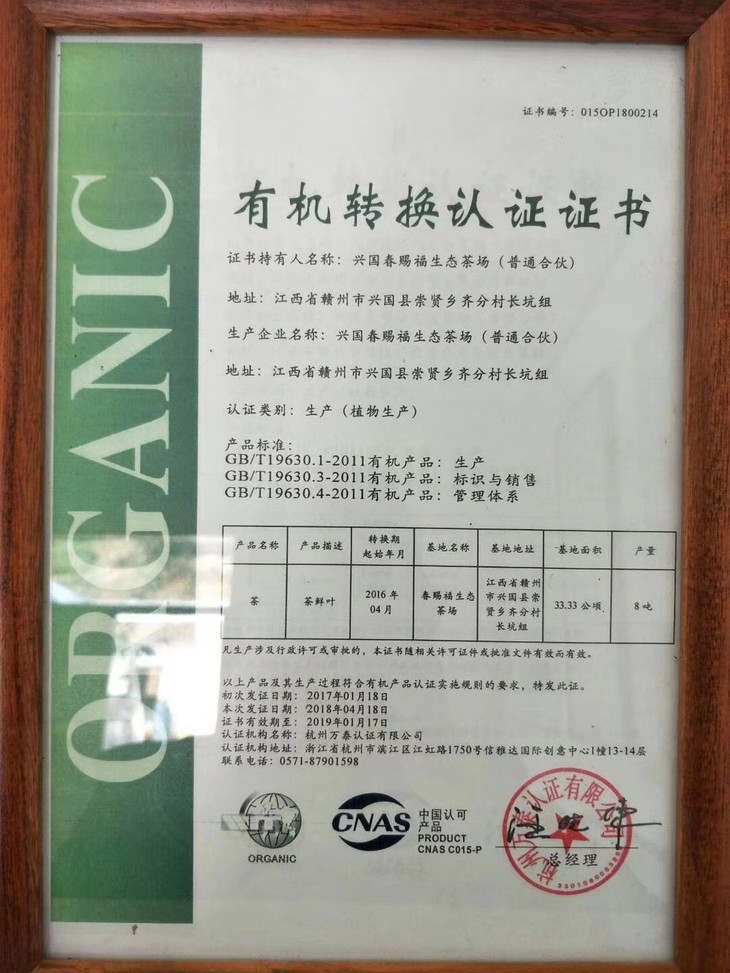 证书编号：015OP1800214
ORGANIC
有机转换认证证书
证书持有人名称：兴国春赐福生态茶场（普通合伙）
地址：江西省赣州市兴国县崇贤乡齐分村长坑组
生产企业名称：兴国春赐福生态茶场（普通合伙）
地址：江西省赣州市兴国县崇贤乡齐分村长坑组
认证类别：生产（植物生产）
产品标准：
GB/T19630.1-2011有机产品：生产
GB/T19630.3-2011有机产品：标识与销售
GB/T19630.4-2011有机产品：管理体系
产品名称 产品描述 转换期起始年月 基地名称 基地地址 基地面积 产量
茶 茶鲜叶 2016年04月 春赐福生态茶场 江西省赣州市兴国县崇贤乡齐分村长坑组 33.33公顷 8吨
凡生产涉及行政许可或审批的，本证书随相关许可证件或批准文件有效而有效。
以上产品及其生产过程符合有机产品认证实施规则的要求，特发此证。
初次发证日期：2017年01月18日
本次发证日期：2018年04月18日
证书有效期至：2019年01月17日
认证机构名称：杭州万泰认证有限公司
认证机构地址：浙江省杭州市滨江区江虹路1750号信雅达国际创意中心1幢13-14层
联系电话：0571-87901598
ORGANIC
CNAS
中国认可
产品
PRODUCT
CNAS C015-P
杭州万泰认证有限公司
总经理